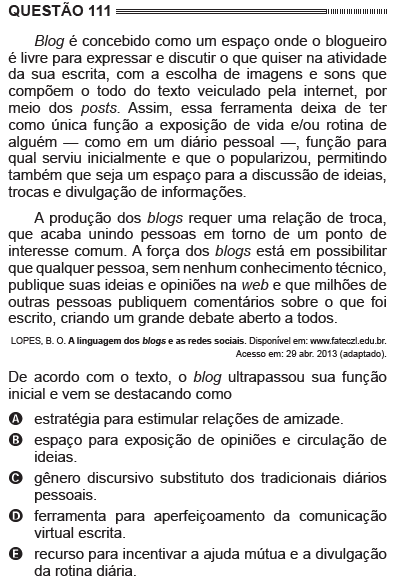 QUESTÃO 111
Blog é concebido como um espaço onde o blogueiro
é livre para expressar e discutir o que quiser na atividade
da sua escrita, com a escolha de imagens e sons que
compõem o todo do texto veiculado pela internet, por
meio dos posts. Assim, essa ferramenta deixa de ter
como única função a exposição de vida e/ou rotina de
alguém — como em um diário pessoal —, função para
qual serviu inicialmente e que o popularizou, permitindo
também que seja um espaço para a discussão de ideias,
trocas e divulgação de informações.
A produção dos blogs requer uma relação de troca,
que acaba unindo pessoas em torno de um ponto de
interesse comum. A força dos blogs está em possibilitar
que qualquer pessoa, sem nenhum conhecimento técnico,
publique suas ideias e opiniões na web e que milhões de
outras pessoas publiquem comentários sobre o que foi
escrito, criando um grande debate aberto a todos.
LOPES, B. O. A linguagem dos blogs e as redes sociais. Disponível em: www.fateczl.edu.br.
Acesso em: 29 abr. 2013 (adaptado).
De acordo com o texto, o blog ultrapassou sua função
inicial e vem se destacando como
A estratégia para estimular relações de amizade.
B espaço para exposição de opiniões e circulação de
ideias.
C gênero discursivo substituto dos tradicionais diários
pessoais.
D ferramenta para aperfeiçoamento da comunicação
virtual escrita.
E recurso para incentivar a ajuda mútua e a divulgação
da rotina diária.